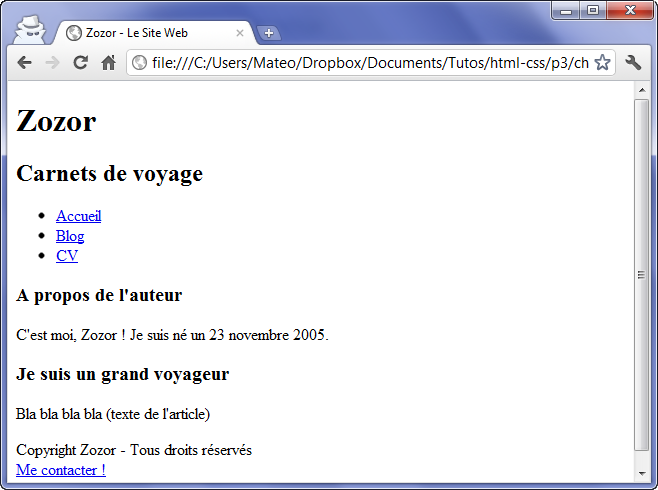 Zozor - Le Site Web
file:///C:/Users/Mateo/Dropbox/Documents/Tutos/html-css/p3/ch
Zozor
Carnets de voyage
Accueil
Blog
CV
A propos de l'auteur
C'est moi, Zozor ! Je suis né un 23 novembre 2005.
Je suis un grand voyageur
Bla bla bla bla (texte de l'article)
Copyright Zozor - Tous droits réservés
Me contacter !